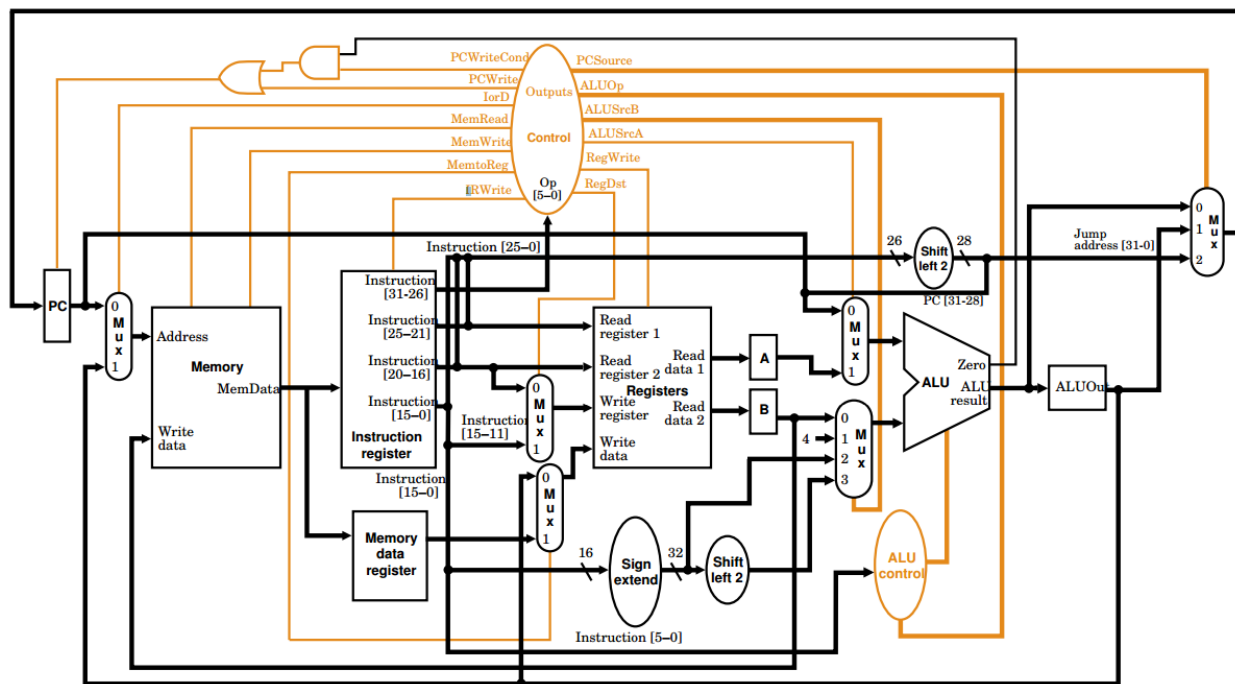 PCWriteCond
PCSource
PCWrite
Outputs
ALUOp
IorD
ALUSrcB
MemRead
Control
ALUSrcA
MemWrite
RegWrite
MemtoReg
Op
[5–0]
RegDst
IRWrite
Instruction [25–0]
26
Shift
left 2
28
Jump
address [31-0]
0
1
2
M
u
x
PC [31-28]
PC
0
M
u
x
1
Address
Memory
MemData
Write
data
Instruction
[31-26]
Instruction
[25–21]
Instruction
[20–16]
Instruction
[15–0]
Instruction
register
Instruction
[15–11]
Instruction
[15–0]
0
M
u
x
1
0
M
u
x
1
Read
register 1
Read
register 2
Registers
Write
register
Write
data
Read
data 1
Read
data 2
A
B
0
M
u
x
1
4
0
1
2
3
M
u
x
Zero
ALU
ALU
result
ALUOut
Memory
data
register
16
Sign
extend
32
Shift
left 2
ALU
control
Instruction [5–0]